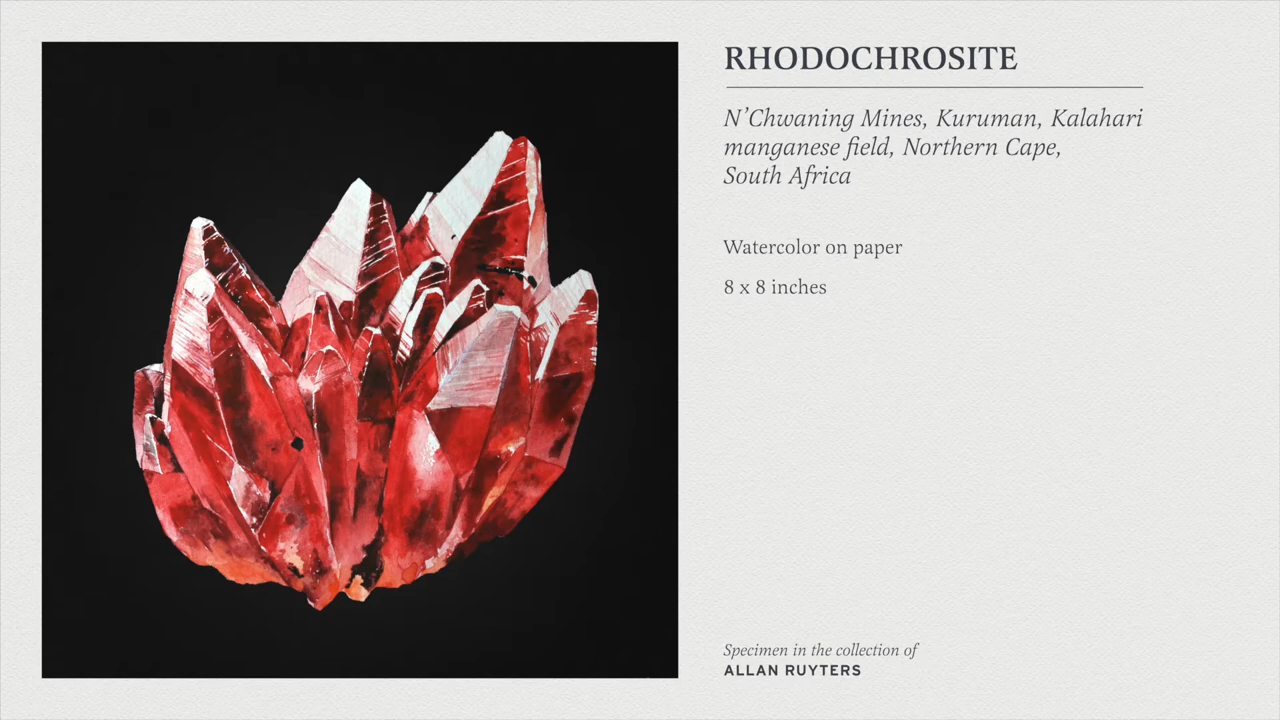 RHODOCHROSITE
N’Chwaning Mines, Kuruman, Kalahari
manganese field, Northern Cape,
South Africa
Watercolor on paper
8 x 8 inches
Specimen in the collection of
ALLAN RUYTERS